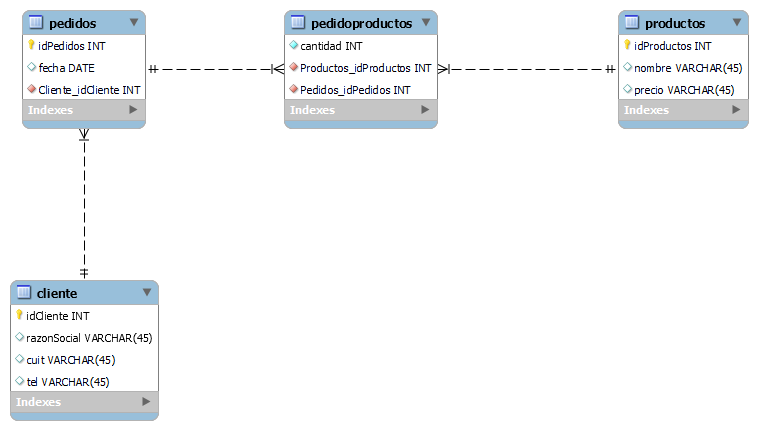 pedidos
idPedidos INT
fecha DATE
Cliente_idCliente INT
Indexes
pedidoproductos
cantidad INT
Productos_idProductos INT
Pedidos_idPedidos INT
Indexes
productos
idProductos INT
nombre VARCHAR(45)
precio VARCHAR(45)
Indexes
cliente
idCliente INT
razonSocial VARCHAR(45)
cuit VARCHAR(45)
tel VARCHAR(45)
Indexes